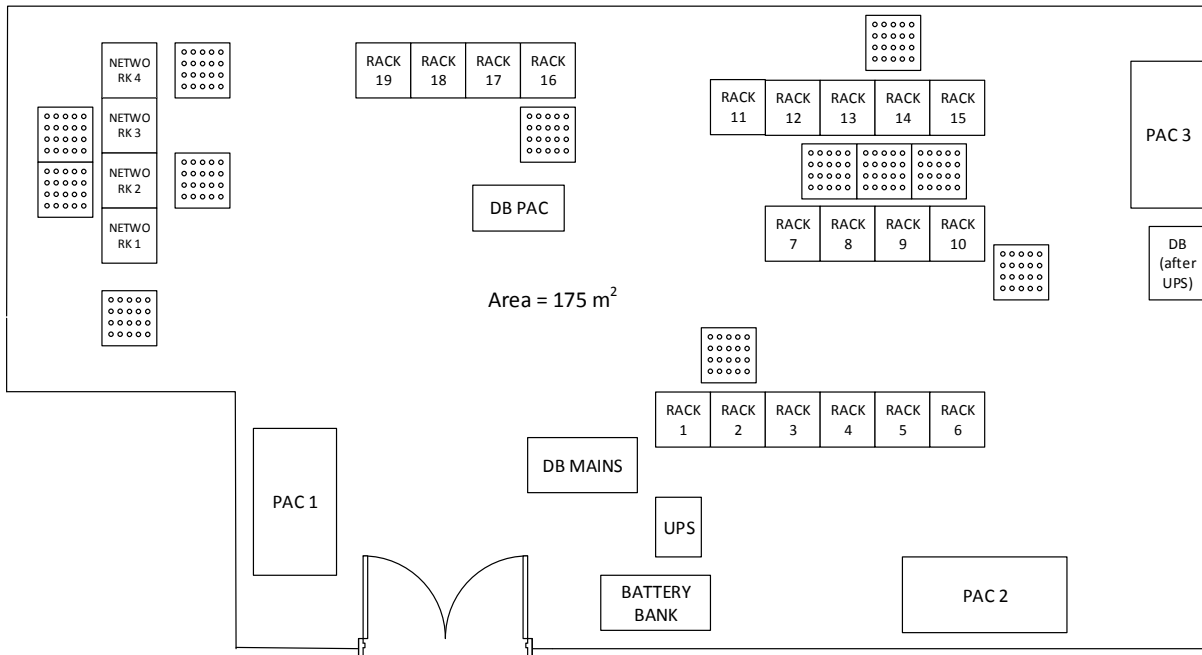 NETWO
RK 4
NETWO
RK 3
NETWO
RK 2
NETWO
RK 1
RACK
19
RACK
18
RACK
17
RACK
16
DB PAC
RACK
11
RACK
12
RACK
13
RACK
14
RACK
15
RACK
7
RACK
8
RACK
9
RACK
10
PAC 3
DB
(after
UPS)
Area = 175 m²
RACK
1
RACK
2
RACK
3
RACK
4
RACK
5
RACK
6
DB MAINS
PAC 1
UPS
BATTERY
BANK
PAC 2